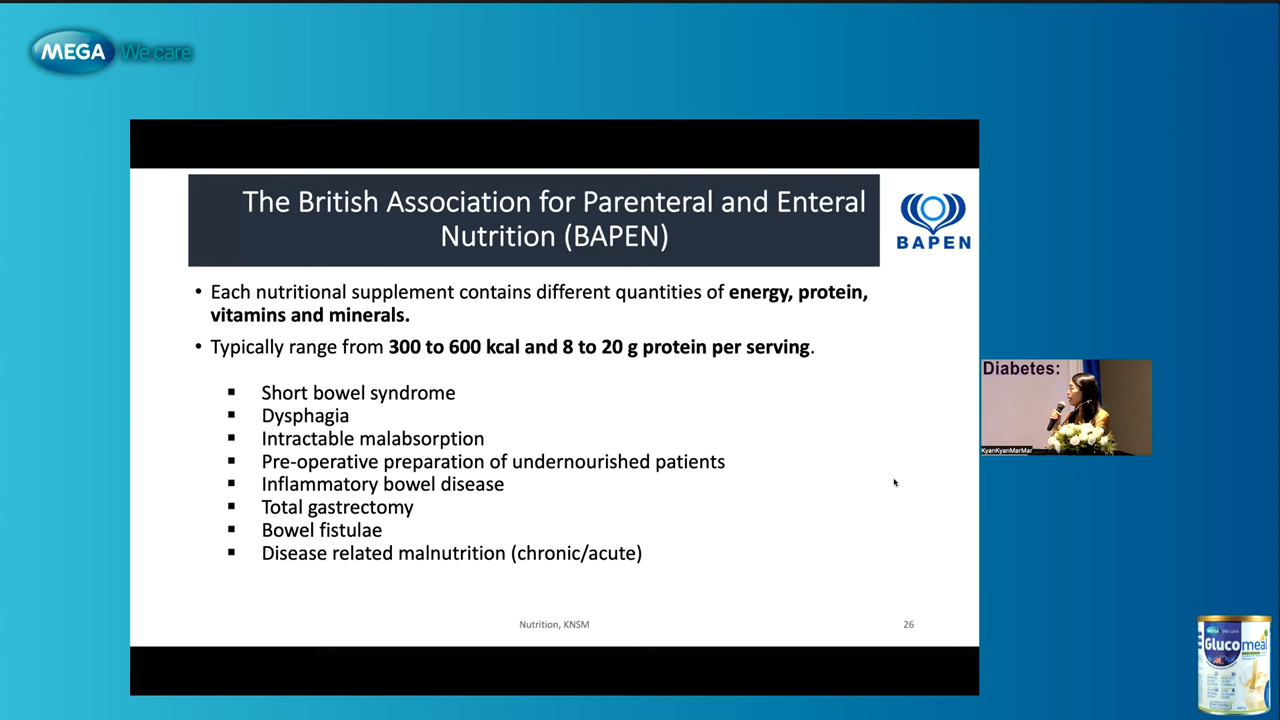 MEGA We care
The British Association for Parenteral and Enteral
Nutrition (BAPEN)
BAPEN
• Each nutritional supplement contains different quantities of energy, protein,
vitamins and minerals.
• Typically range from 300 to 600 kcal and 8 to 20 g protein per serving.
▪ Short bowel syndrome
▪ Dysphagia
▪ Intractable malabsorption
▪ Pre-operative preparation of undernourished patients
▪ Inflammatory bowel disease
▪ Total gastrectomy
▪ Bowel fistulae
▪ Disease related malnutrition (chronic/acute)
Nutrition, KNSM
26
Diabetes:
KyanKyanMarMar
MEGA We care
Glucomeal